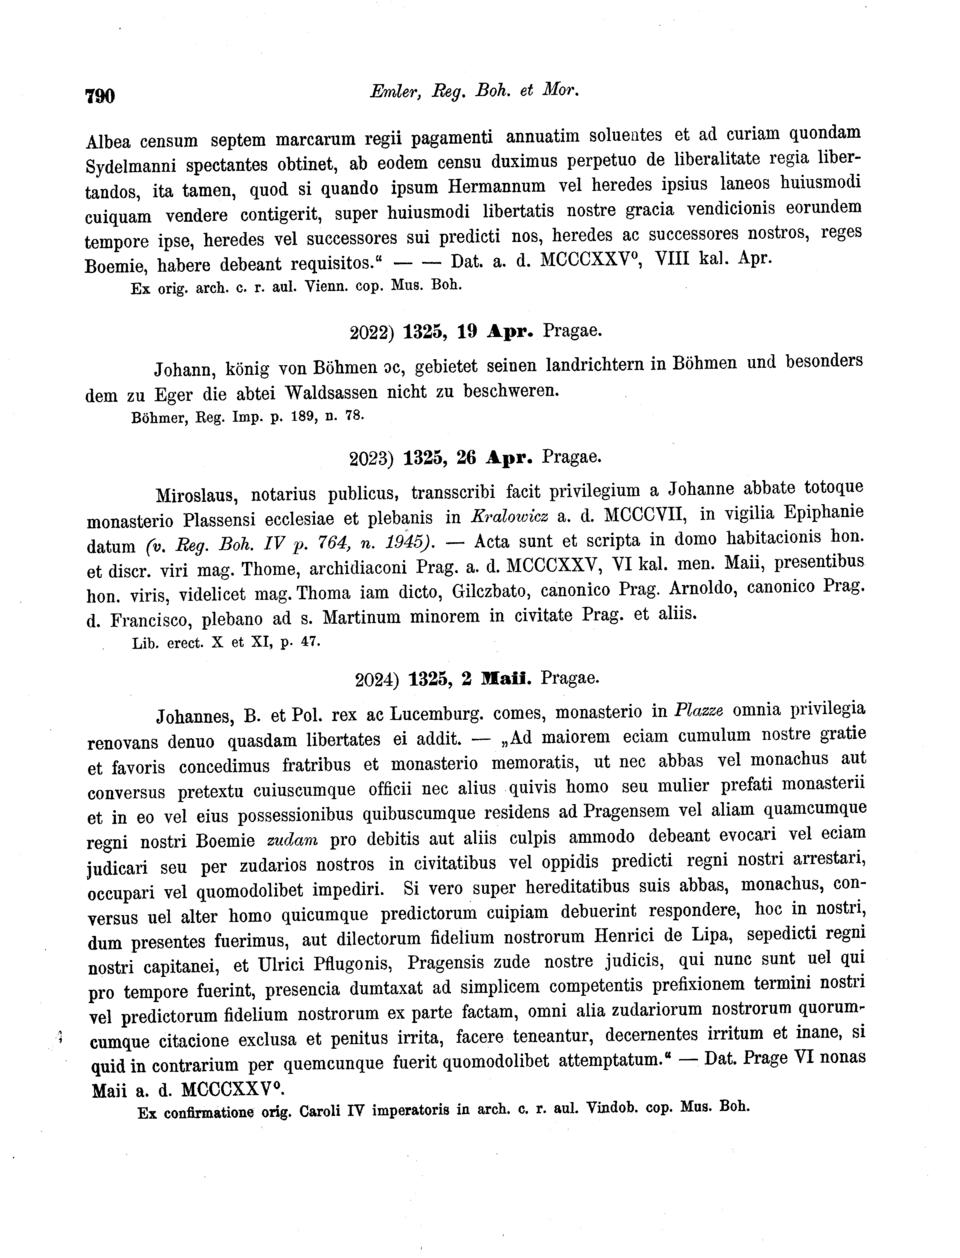 790
Emler, Reg. Boh. et Mor.
Albea censum septem marcarum regii pagamenti annuatim soluentes et ad curiam quondam
Sydelmanni spectantes obtinet, ab eodem censu duximus perpetuo de liberalitate regia liber-
tandos, ita tamen, quod si quando ipsum Hermannum vel heredes ipsius laneos huiusmodi
cuiquam vendere contigerit, super huiusmodi libertatis nostre gracia vendicionis eorundem
tempore ipse, heredes vel successores sui predicti nos, heredes ac successores nostros, reges
Boemie, habere debeant requisitos.“ — — Dat. a. d. MCCCXXV⁰, VIII kal. Apr.
Ex orig. arch. c. r. aul. Vienn. cop. Mus. Boh.
2022) 1325, 19 Apr. Pragae.
Johann, könig von Böhmen ɔc, gebietet seinen landrichtern in Böhmen und besonders
dem zu Eger die abtei Waldsassen nicht zu beschweren.
Böhmer, Reg. Imp. p. 189, n. 78.
2023) 1325, 26 Apr. Pragae.
Miroslaus, notarius publicus, transscribi facit privilegium a Johanne abbate totoque
monasterio Plassensi ecclesiae et plebanis in Kralowicz a. d. MCCCVII, in vigilia Epiphanie
datum (v. Reg. Boh. IV p. 764, n. 1945). — Acta sunt et scripta in domo habitacionis hon.
et discr. viri mag. Thome, archidiaconi Prag. a. d. MCCCXXV, VI kal. men. Maii, presentibus
hon. viris, videlicet mag. Thoma iam dicto, Gilczbato, canonico Prag. Arnoldo, canonico Prag.
d. Francisco, plebano ad s. Martinum minorem in civitate Prag. et aliis.
Lib. erect. X et XI, p. 47.
2024) 1325, 2 Maii. Pragae.
Johannes, B. et Pol. rex ac Lucemburg. comes, monasterio in Plazze omnia privilegia
renovans denuo quasdam libertates ei addit. — „Ad maiorem eciam cumulum nostre gratie
et favoris concedimus fratribus et monasterio memoratis, ut nec abbas vel monachus aut
conversus pretextu cuiuscumque officii nec alius quivis homo seu mulier prefati monasterii
et in eo vel eius possessionibus quibuscumque residens ad Pragensem vel aliam quamcumque
regni nostri Boemie zudam pro debitis aut aliis culpis ammodo debeant evocari vel eciam
judicari seu per zudarios nostros in civitatibus vel oppidis predicti regni nostri arrestari,
occupari vel quomodolibet impediri. Si vero super hereditatibus suis abbas, monachus, con-
versus uel alter homo quicumque predictorum cuipiam debuerint respondere, hoc in nostri,
dum presentes fuerimus, aut dilectorum fidelium nostrorum Henrici de Lipa, sepedicti regni
nostri capitanei, et Ulrici Pflugonis, Pragensis zude nostre judicis, qui nunc sunt uel qui
pro tempore fuerint, presencia dumtaxat ad simplicem competentis prefixionem termini nostri
vel predictorum fidelium nostrorum ex parte factam, omni alia zudariorum nostrorum quorum-
cumque citacione exclusa et penitus irrita, facere teneantur, decernentes irritum et inane, si
quid in contrarium per quemcunque fuerit quomodolibet attemptatum.“ — Dat. Prage VI nonas
Maii a. d. MCCCXXV⁰.
Ex confirmatione orig. Caroli IV imperatoris in arch. c. r. aul. Vindob. cop. Mus. Boh.